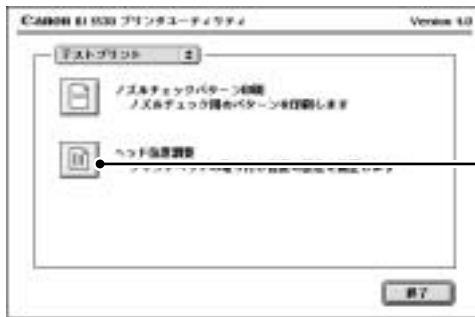 Canon BJ S530 プリンタユーティリティ Version 4.0
テストプリント
ノズルチェックパターン印刷
ノズルチェック用のパターンを印刷します
ヘッド位置調整
終了